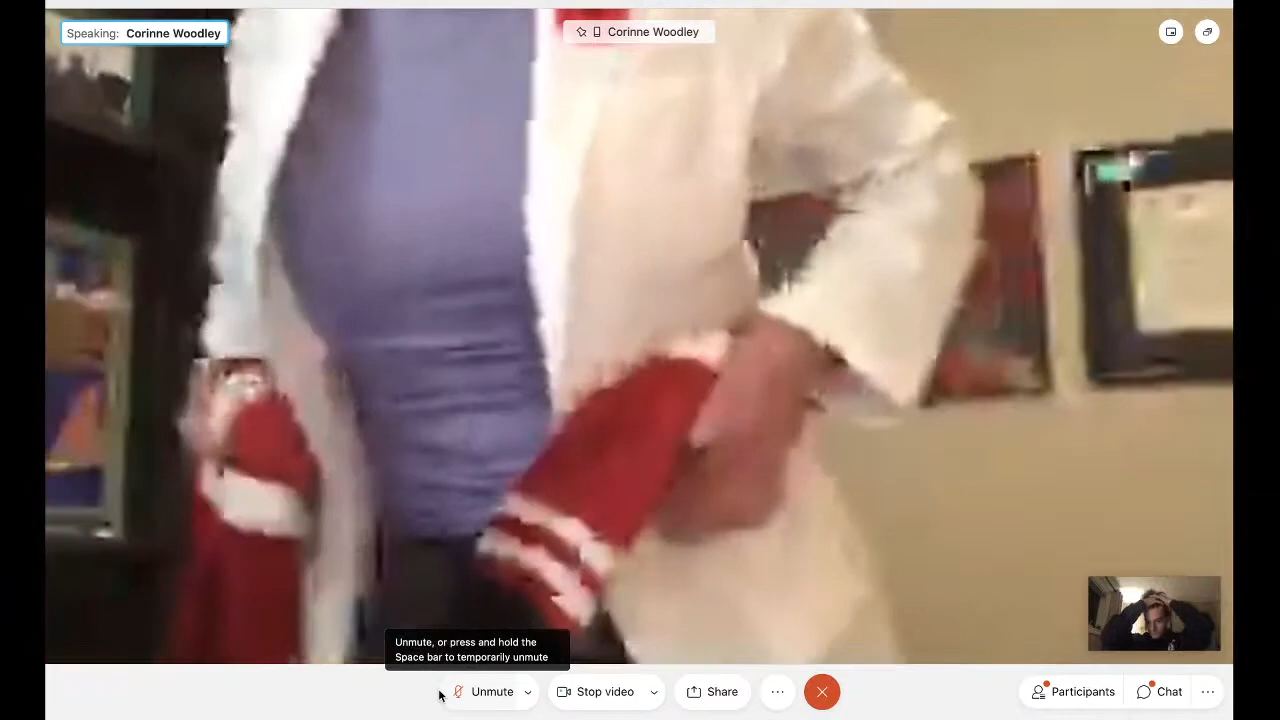 Speaking: Corinne Woodley
Corinne Woodley
Unmute, or press and hold the
Space bar to temporarily unmute
Unmute
Stop video
Share
Participants
Chat